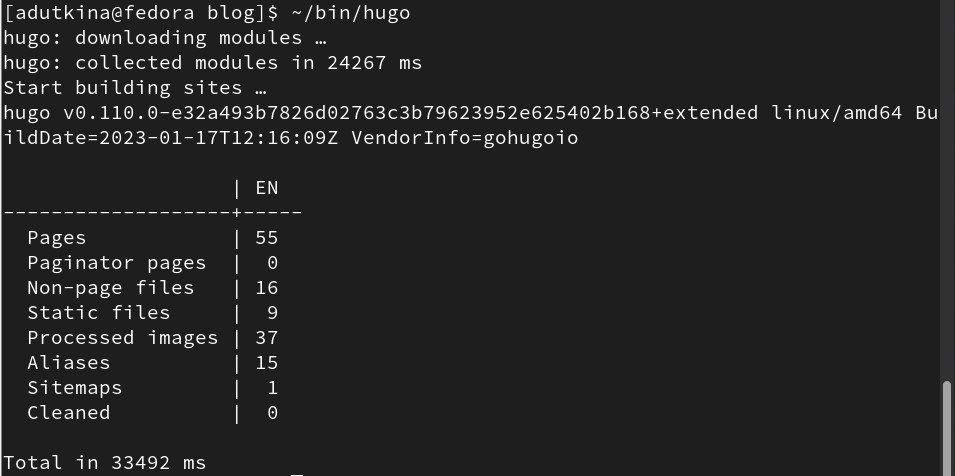 [adutkina@fedora blog]$ ~/bin/hugo
hugo: downloading modules …
hugo: collected modules in 24267 ms
Start building sites …
hugo v0.110.0-e32a493b7826d02763c3b79623952e625402b168+extended linux/amd64 Bu
ildDate=2023-01-17T12:16:09Z VendorInfo=gohugoio
                   | EN
-------------------+-----
  Pages            | 55
  Paginator pages  |  0
  Non-page files   | 16
  Static files     |  9
  Processed images | 37
  Aliases          | 15
  Sitemaps         |  1
  Cleaned          |  0
Total in 33492 ms